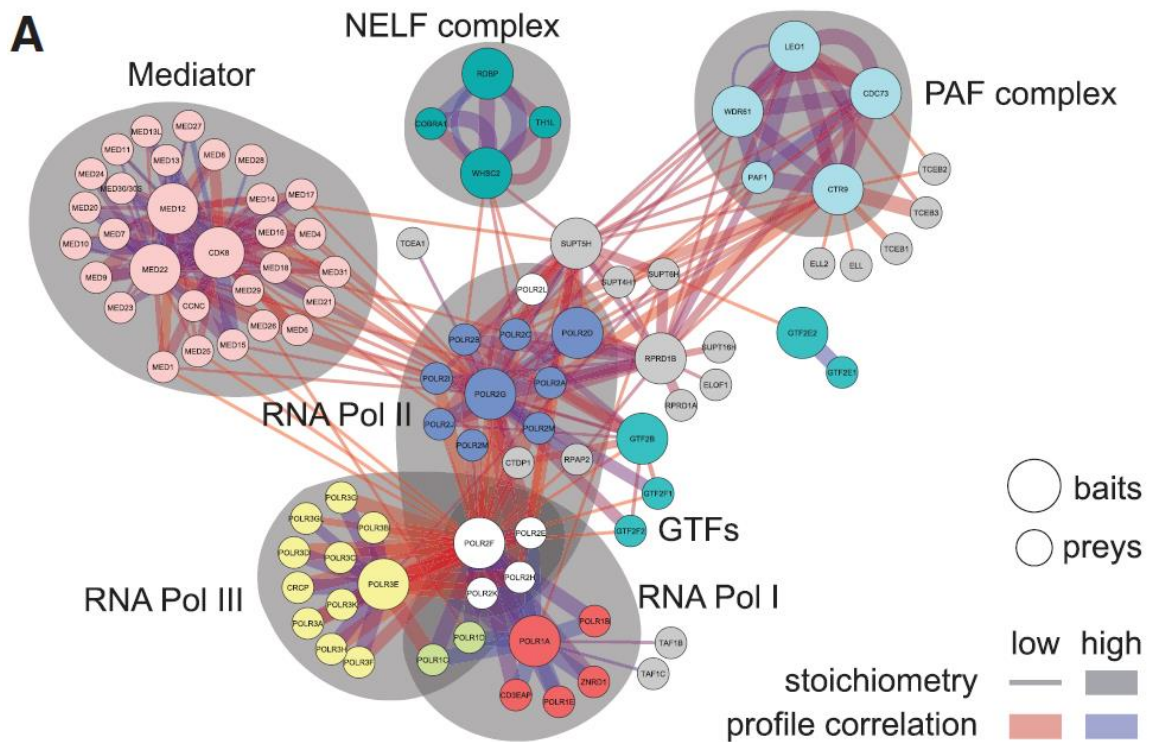 A
NELF complex
Mediator
PAF complex
RDBP
COBRA1
TH1L
WHSC2
LEO1
CDC73
WDR61
PAF1
CTR9
TCEB2
TCEB3
TCEB1
ELL2
ELL
MED27
MED13L
MED11
MED13
MED8
MED28
MED24
MED30/30S
MED14
MED17
MED20
MED12
MED7
MED16
MED4
MED10
CDK8
MED22
MED18
MED31
MED9
MED29
MED21
MED23
CCNC
MED26
MED6
MED15
MED25
MED1
TCEA1
SUPT5H
SUPT4H1
SUPT6H
POLR2L
GTF2E2
GTF2E1
POLR2B
POLR2C
POLR2D
RPRD1B
SUPT16H
ELOF1
RPRD1A
POLR2I
POLR2G
POLR2A
RNA Pol II
POLR2J
POLR2M
POLR2M
CTDP1
RPAP2
GTF2B
GTF2F1
GTF2F2
GTFs
baits
preys
POLR3G
POLR3GL
POLR3B
POLR3D
POLR3C
CRCP
POLR3E
POLR3K
POLR3A
POLR3H
POLR3F
RNA Pol III
POLR2F
POLR2E
POLR2H
POLR2K
RNA Pol I
POLR1D
POLR1C
POLR1A
POLR1B
TAF1B
TAF1C
ZNRD1
CD3EAP
POLR1E
low high
stoichiometry
profile correlation